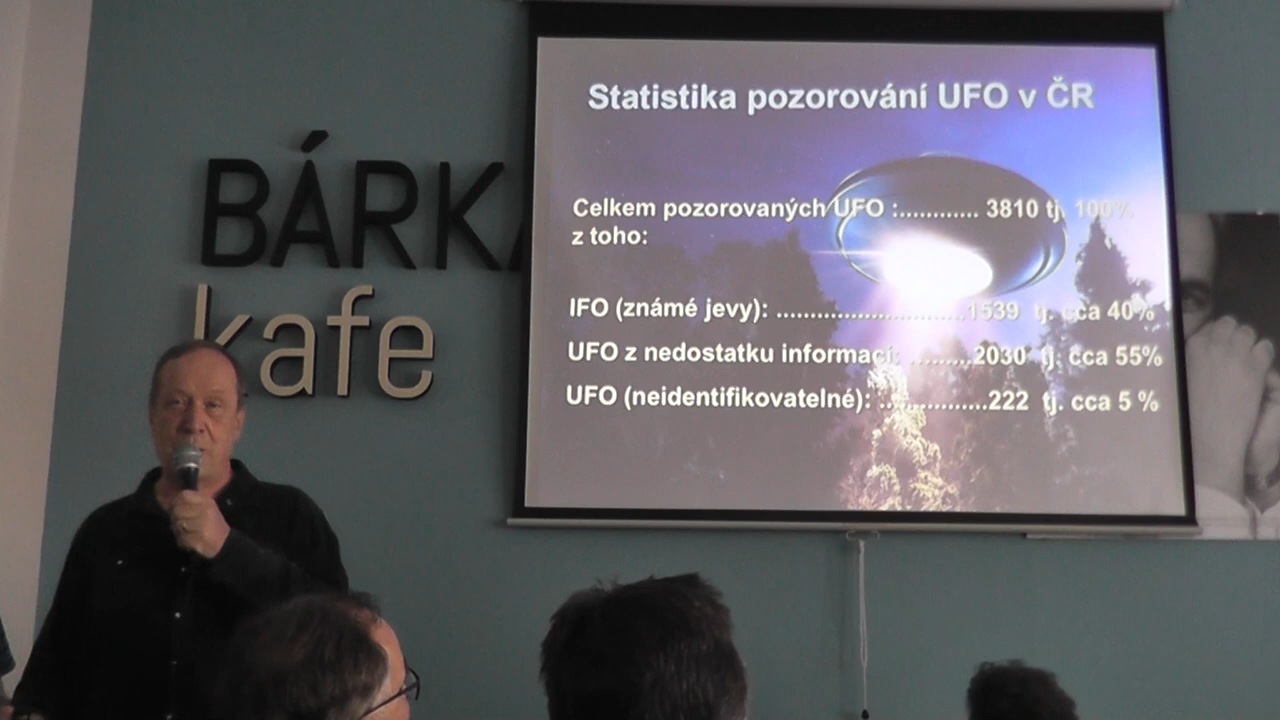 BÁRKA
kafe
Statistika pozorování UFO v ČR
Celkem pozorovaných UFO :............ 3810 tj. 100%
z toho:
IFO (známé jevy): ............................1539 tj. cca 40%
UFO z nedostatku informací: .........2030 tj. cca 55%
UFO (neidentifikovatelné): ................222 tj. cca 5 %